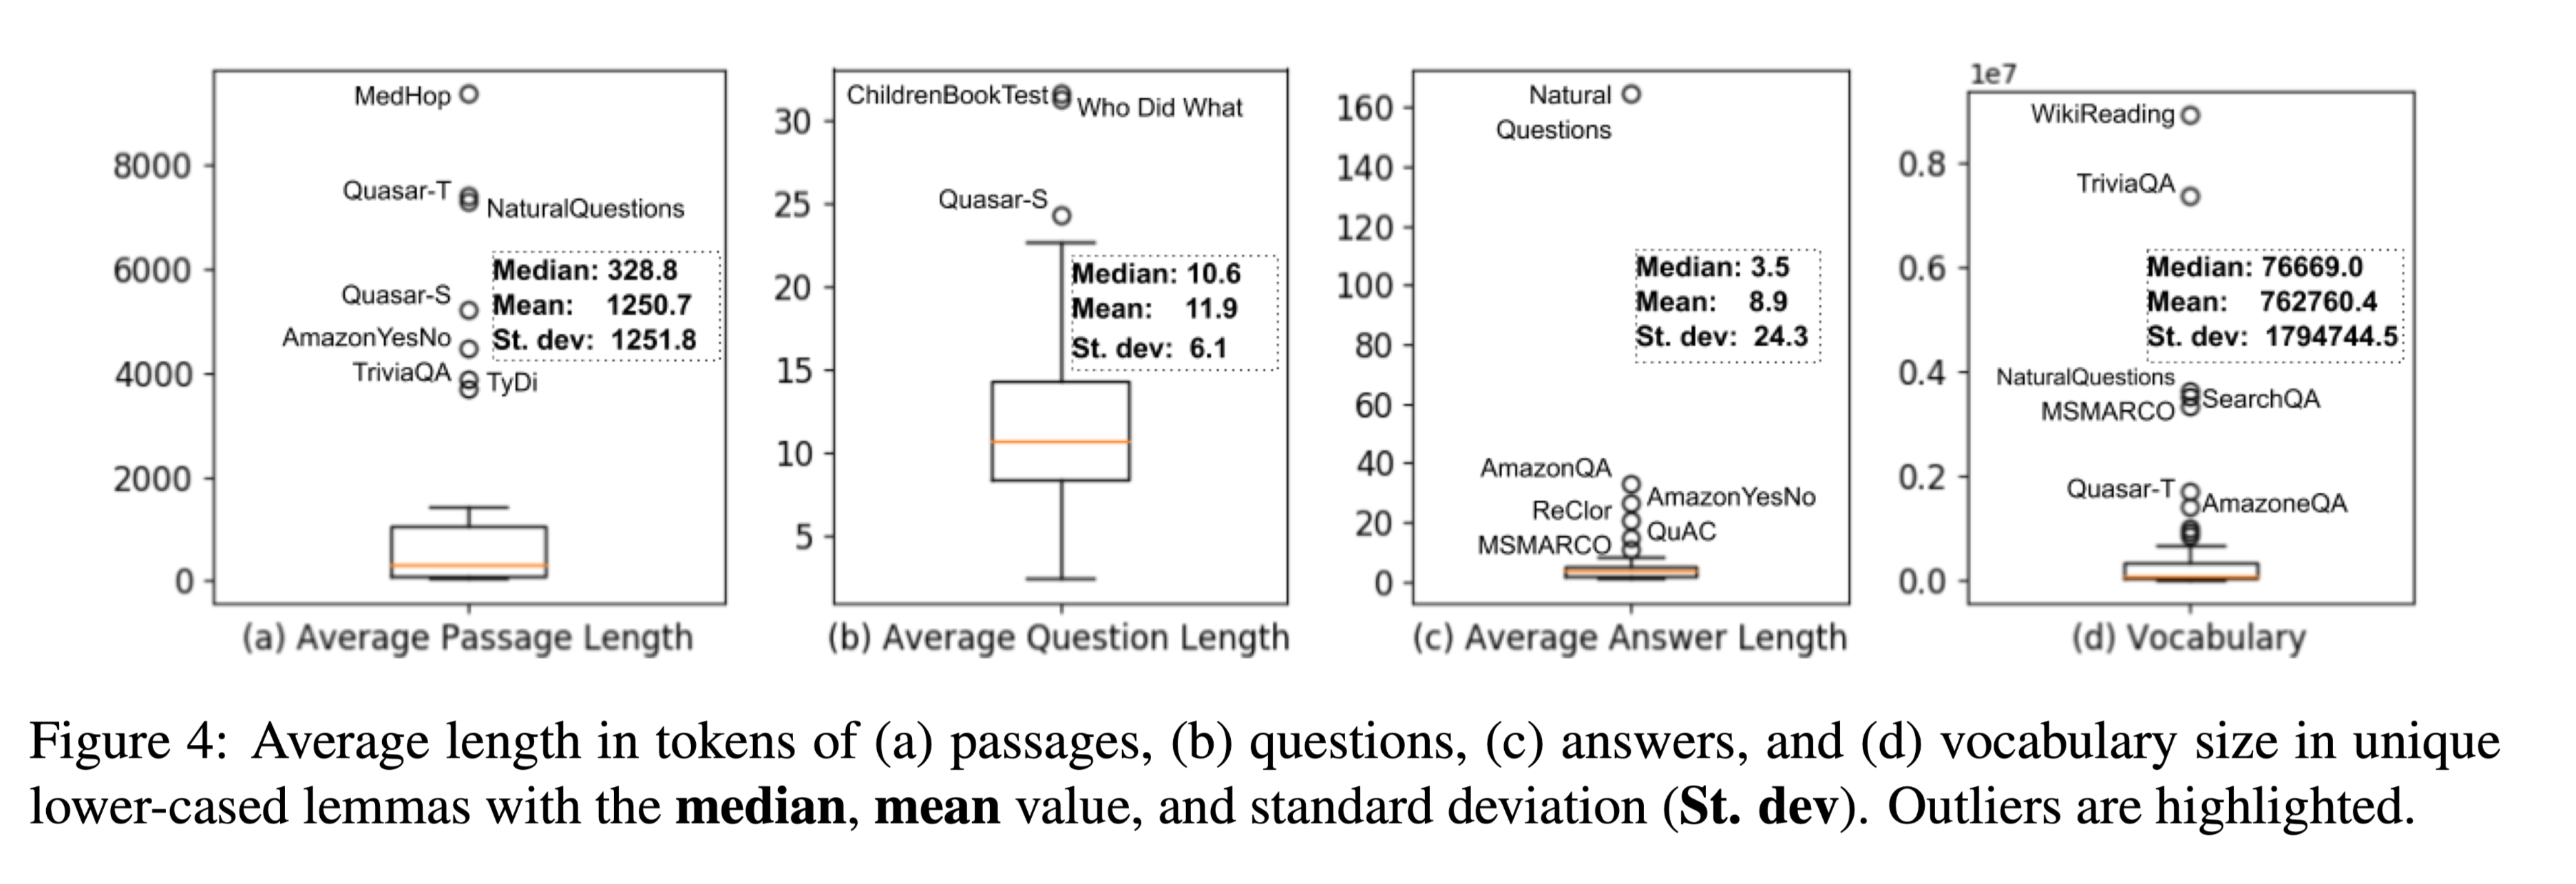 MedHop
8000
Quasar-T
NaturalQuestions
6000
Median: 328.8
Quasar-S
Mean: 1250.7
AmazonYesNo
St. dev: 1251.8
4000
TriviaQA
TyDi
2000
0
(a) Average Passage Length
ChildrenBookTest
Who Did What
30
25
Quasar-S
20
Median: 10.6
Mean: 11.9
St. dev: 6.1
15
10
5
(b) Average Question Length
160
Natural
Questions
140
120
100
Median: 3.5
Mean: 8.9
St. dev: 24.3
80
60
40
AmazonQA
AmazonYesNo
ReClor
20
QuAC
MSMARCO
0
(c) Average Answer Length
1e7
WikiReading
0.8
TriviaQA
0.6
Median: 76669.0
Mean: 762760.4
St. dev: 1794744.5
0.4
NaturalQuestions
SearchQA
MSMARCO
0.2
Quasar-T
AmazoneQA
0.0
(d) Vocabulary
Figure 4: Average length in tokens of (a) passages, (b) questions, (c) answers, and (d) vocabulary size in unique
lower-cased lemmas with the median, mean value, and standard deviation (St. dev). Outliers are highlighted.